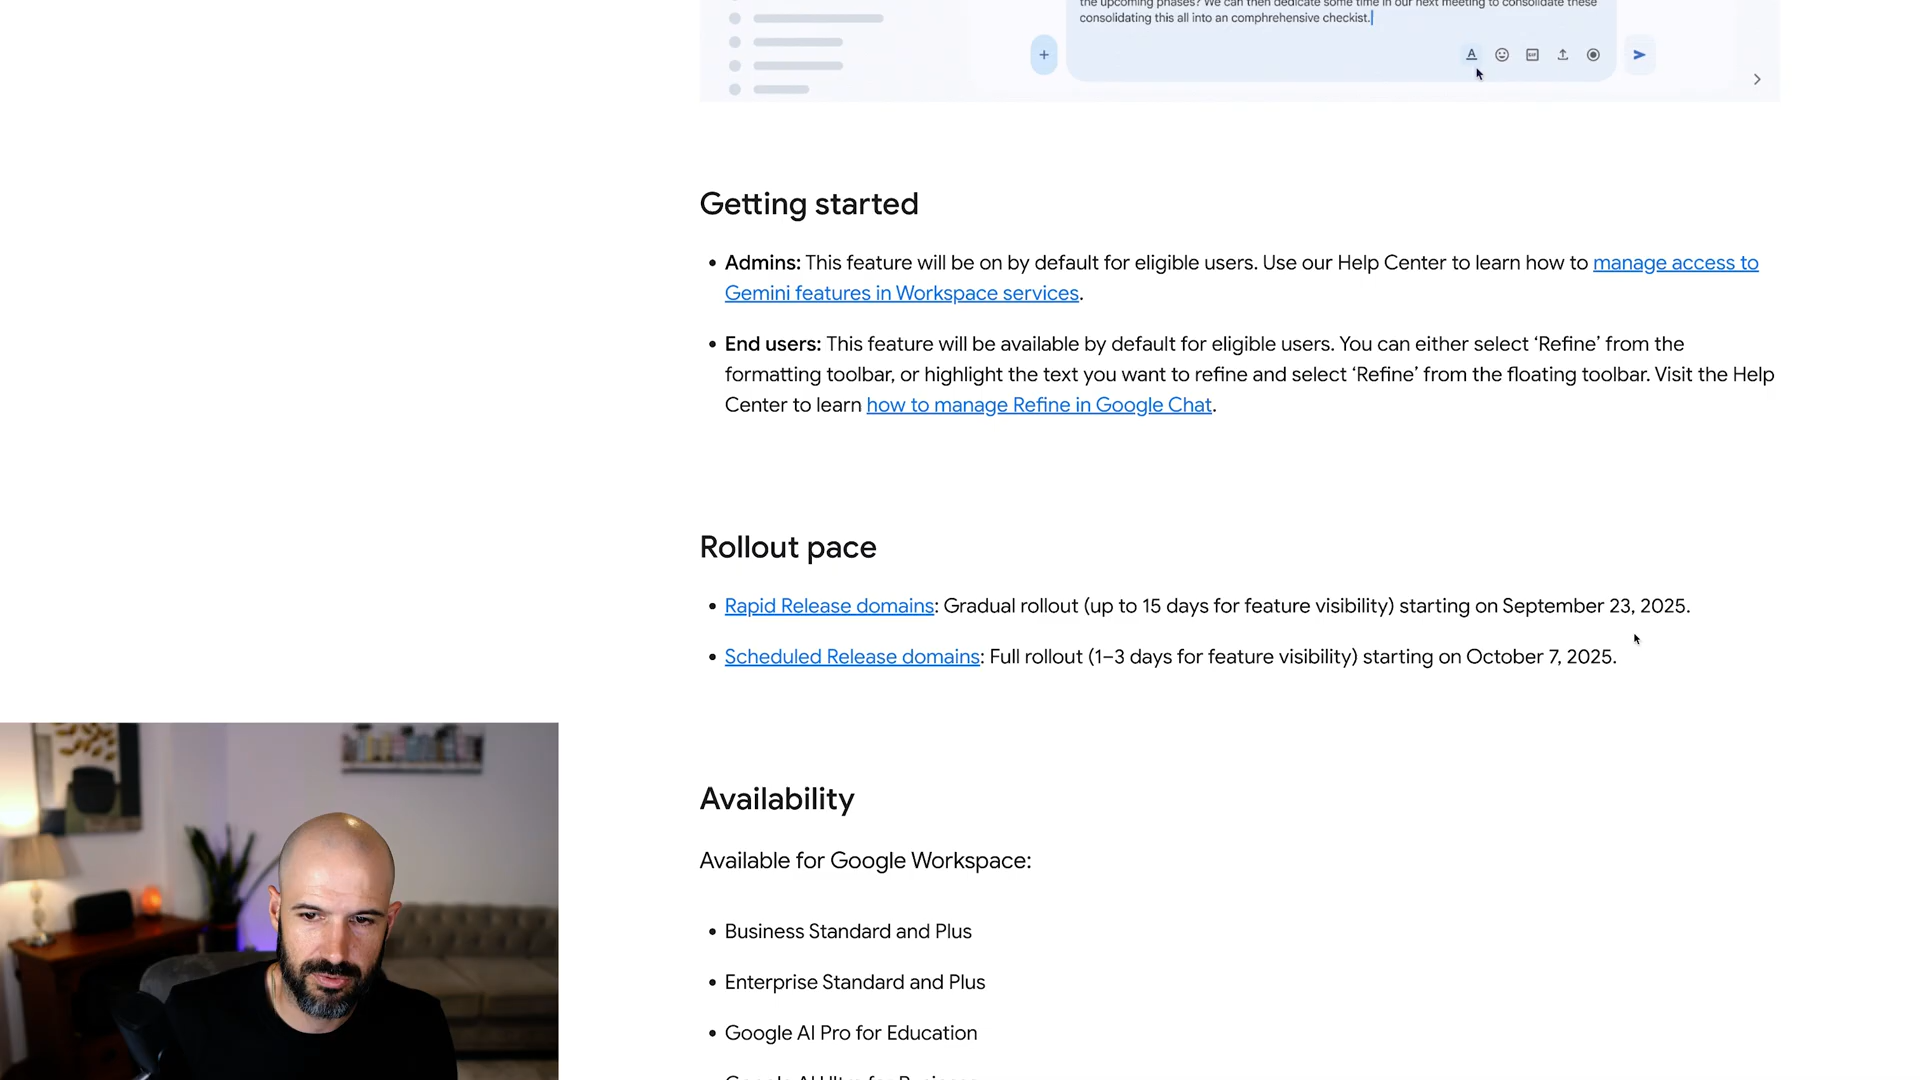 the upcoming phases? We can then dedicate some time in our next meeting to consolidate these
consolidating this all into an comphrehensive checkist.
A
GIF
Getting started
• Admins: This feature will be on by default for eligible users. Use our Help Center to learn how to manage access to
Gemini features in Workspace services.
• End users: This feature will be available by default for eligible users. You can either select ‘Refine’ from the
formatting toolbar, or highlight the text you want to refine and select ‘Refine’ from the floating toolbar. Visit the Help
Center to learn how to manage Refine in Google Chat.
Rollout pace
• Rapid Release domains: Gradual rollout (up to 15 days for feature visibility) starting on September 23, 2025.
• Scheduled Release domains: Full rollout (1–3 days for feature visibility) starting on October 7, 2025.
Availability
Available for Google Workspace:
• Business Standard and Plus
• Enterprise Standard and Plus
• Google AI Pro for Education